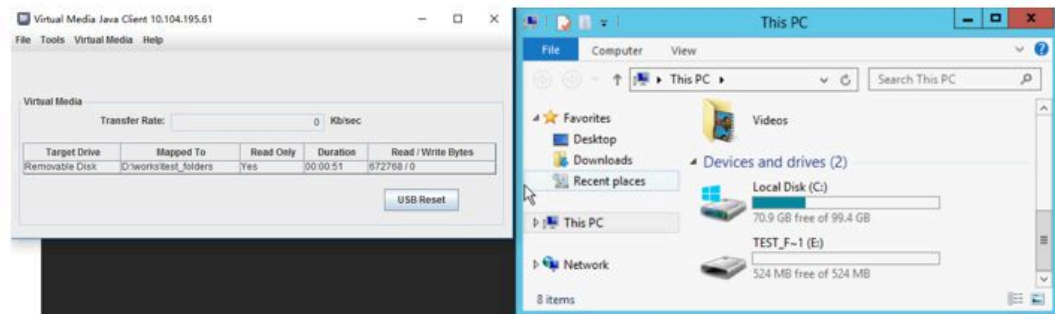 Virtual Media Java Client 10.104.195.61
File Tools Virtual Media Help
Virtual Media
Transfer Rate: 0 Kb/sec
Target Drive Mapped To Read Only Duration Read / Write Bytes
Removable Disk D:\works\test_folders Yes 00:00:51 672768 / 0
USB Reset
This PC
File Computer View
This PC
Search This PC
Favorites
Desktop
Downloads
Recent places
This PC
Network
Videos
Devices and drives (2)
Local Disk (C:)
70.9 GB free of 99.4 GB
TEST_F~1 (E:)
524 MB free of 524 MB
8 items